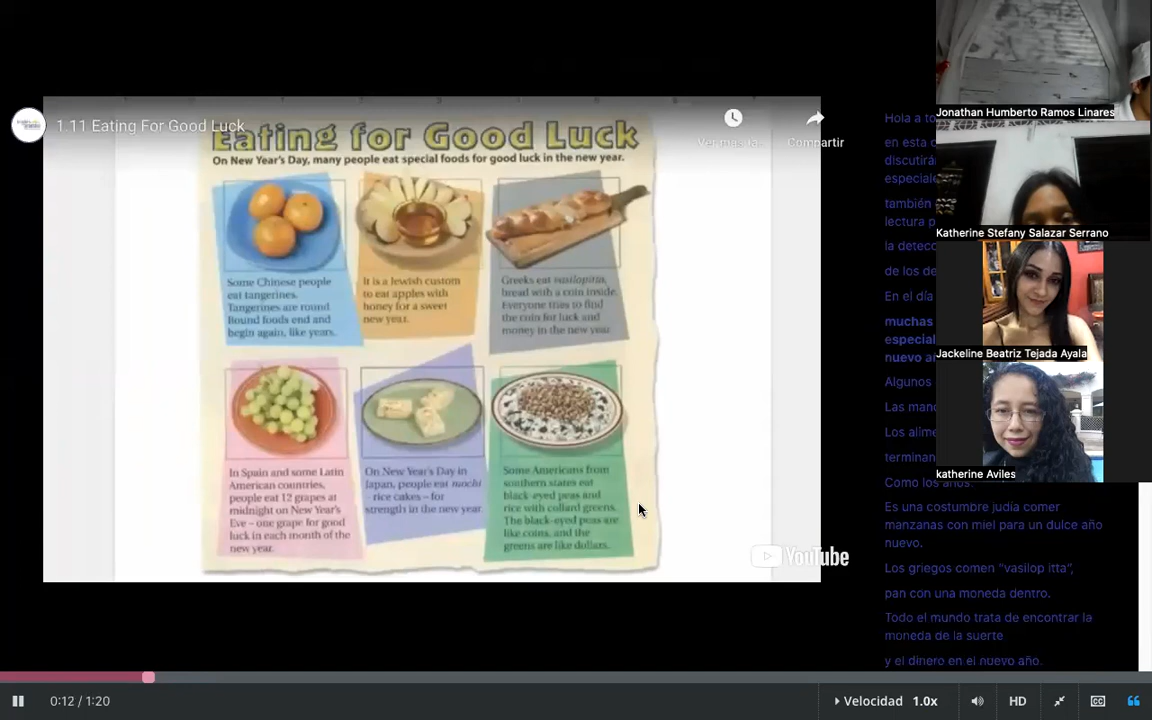 1.11 Eating For Good Luck
Ver más ta...
Compartir
Eating for Good Luck
On New Year's Day, many people eat special foods for good luck in the new year.
Some Chinese people
eat tangerines.
Tangerines are round
Round foods end and
begin again, like years.
It is a Jewish custom
to eat apples with
honey for a sweet
new year.
Greeks eat vasilopitta,
bread with a coin inside.
Everyone tries to find
the coin for luck and
money in the new year.
In Spain and some Latin
American countries,
people eat 12 grapes at
midnight on New Year's
Eve – one grape for good
luck in each month of the
new year.
On New Year's Day in
Japan, people eat mochi
- rice cakes – for
strength in the new year.
Some Americans from
southern states eat
black-eyed peas and
rice with collard greens.
The black-eyed peas are
like coins, and the
greens are like dollars.
YouTube
Hola a to
en esta c
discutirá
especiale
también
lectura p
la detecc
de los de
En el día
muchas
especial
nuevo a
Algunos
Las mano
Los alime
terminan
Como los años.
Es una costumbre judía comer
manzanas con miel para un dulce año
nuevo.
Los griegos comen “vasilop itta”,
pan con una moneda dentro.
Todo el mundo trata de encontrar la
moneda de la suerte
y el dinero en el nuevo año.
Jonathan Humberto Ramos Linares
Katherine Stefany Salazar Serrano
Jackeline Beatriz Tejada Ayala
katherine Aviles
0:12 / 1:20
Velocidad 1.0x
HD
CC